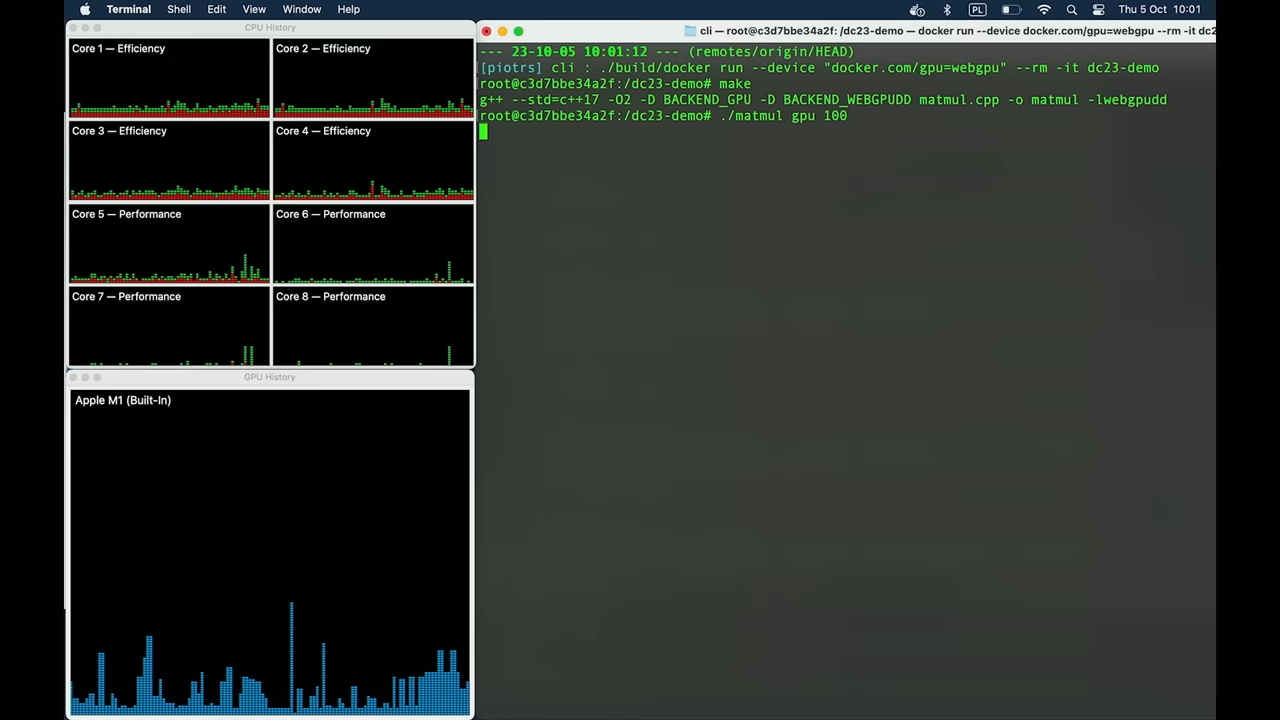 Terminal Shell Edit View Window Help PL Thu 5 Oct 10:01
CPU History
Core 1 — Efficiency
Core 2 — Efficiency
Core 3 — Efficiency
Core 4 — Efficiency
Core 5 — Performance
Core 6 — Performance
Core 7 — Performance
Core 8 — Performance
GPU History
Apple M1 (Built-In)
cli — root@c3d7bbe34a2f: /dc23-demo — docker run --device docker.com/gpu=webgpu --rm -it dc2
--- 23-10-05 10:01:12 --- (remotes/origin/HEAD)
[[piotrs] cli : ./build/docker run --device "docker.com/gpu=webgpu" --rm -it dc23-demo
[root@c3d7bbe34a2f:/dc23-demo# make
g++ --std=c++17 -O2 -D BACKEND_GPU -D BACKEND_WEBGPUDD matmul.cpp -o matmul -lwebgpudd
[root@c3d7bbe34a2f:/dc23-demo# ./matmul gpu 100